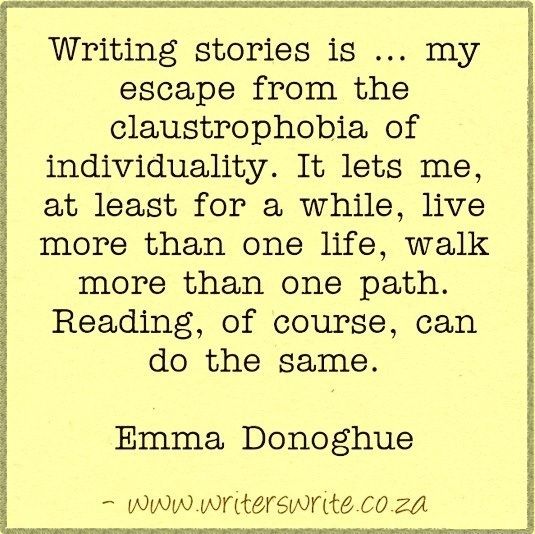 Writing stories is ... my
escape from the
claustrophobia of
individuality. It lets me,
at least for a while, live
more than one life, walk
more than one path.
Reading, of course, can
do the same.
Emma Donoghue
- www.writerswrite.co.za